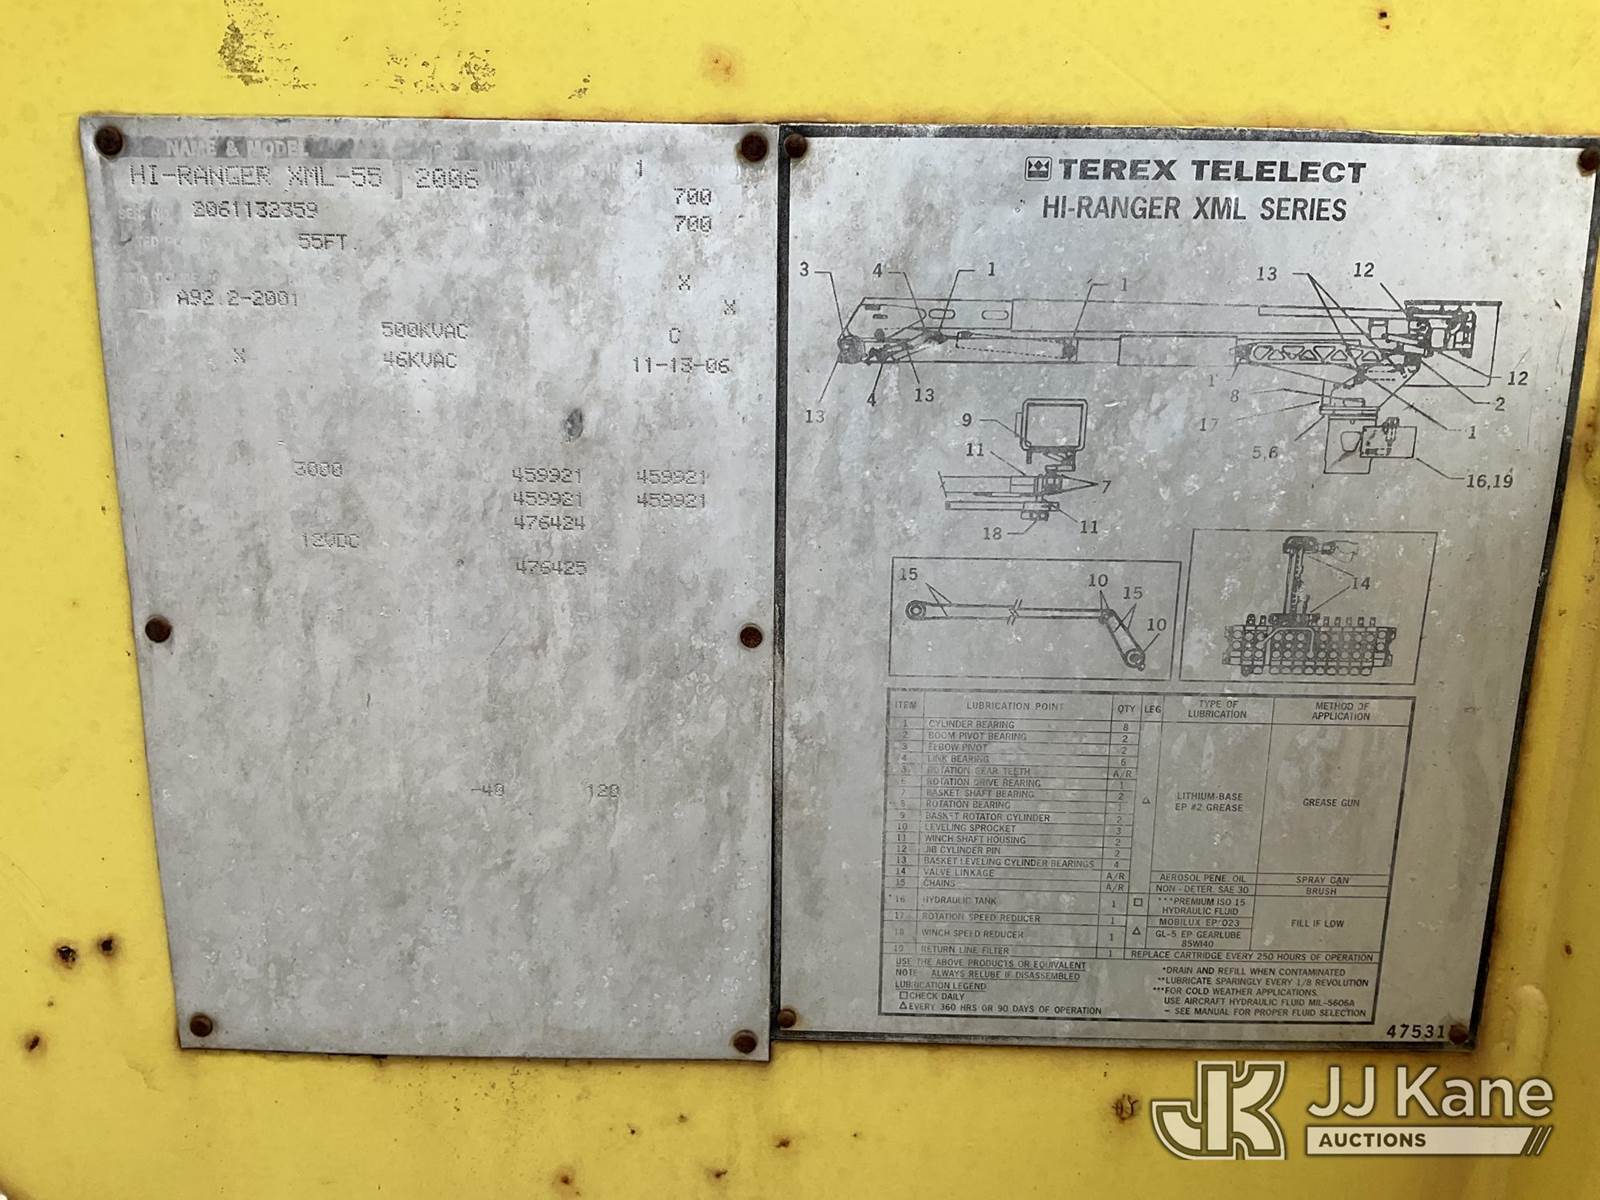 NAME & MODEL
HI-RANGER XML-55 2006 1
700
2061132359
700
55FT.
X
A92.2-2001
X
500KVAC C
X 46KVAC 11-13-06
3000 459921 459921
459921 459921
476424
12VDC
476425
-40 120
TEREX TELELECT
HI-RANGER XML SERIES
3 4 1 1 13 12
13 4 13 1 8 12 2
9 17 1
11 5,6
7 16,19
18 11
15 10 15 10
14
ITEM LUBRICATION POINT QTY LEG TYPE OF LUBRICATION METHOD OF APPLICATION
1 CYLINDER BEARING 8
2 BOOM PIVOT BEARING 2
3 ELBOW PIVOT 2
4 LINK BEARING 6
5 ROTATION GEAR TEETH A/R
6 ROTATION DRIVE BEARING 1
7 BASKET SHAFT BEARING 2
8 ROTATION BEARING 1
9 BASKET ROTATOR CYLINDER 2
10 LEVELING SPROCKET 3
11 WINCH SHAFT HOUSING 2
12 JIB CYLINDER PIN 2
13 BASKET LEVELING CYLINDER BEARINGS 4
LITHIUM-BASE EP #2 GREASE GREASE GUN
14 VALVE LINKAGE A/R AEROSOL PENE. OIL SPRAY CAN
15 CHAINS A/R NON - DETER. SAE 30 BRUSH
*16 HYDRAULIC TANK 1 ***PREMIUM ISO 15 HYDRAULIC FLUID
17 ROTATION SPEED REDUCER 1 MOBILUX EP/023 FILL IF LOW
18 WINCH SPEED REDUCER 1 GL-5 EP GEARLUBE 85W140
19 RETURN LINE FILTER 1 REPLACE CARTRIDGE EVERY 250 HOURS OF OPERATION
USE THE ABOVE PRODUCTS OR EQUIVALENT
NOTE: ALWAYS RELUBE IF DISASSEMBLED
LUBRICATION LEGEND
□ CHECK DAILY
△ EVERY 360 HRS OR 90 DAYS OF OPERATION
*DRAIN AND REFILL WHEN CONTAMINATED
**LUBRICATE SPARINGLY EVERY 1/8 REVOLUTION
***FOR COLD WEATHER APPLICATIONS,
USE AIRCRAFT HYDRAULIC FLUID MIL-5606A
- SEE MANUAL FOR PROPER FLUID SELECTION
JK JJ Kane
AUCTIONS